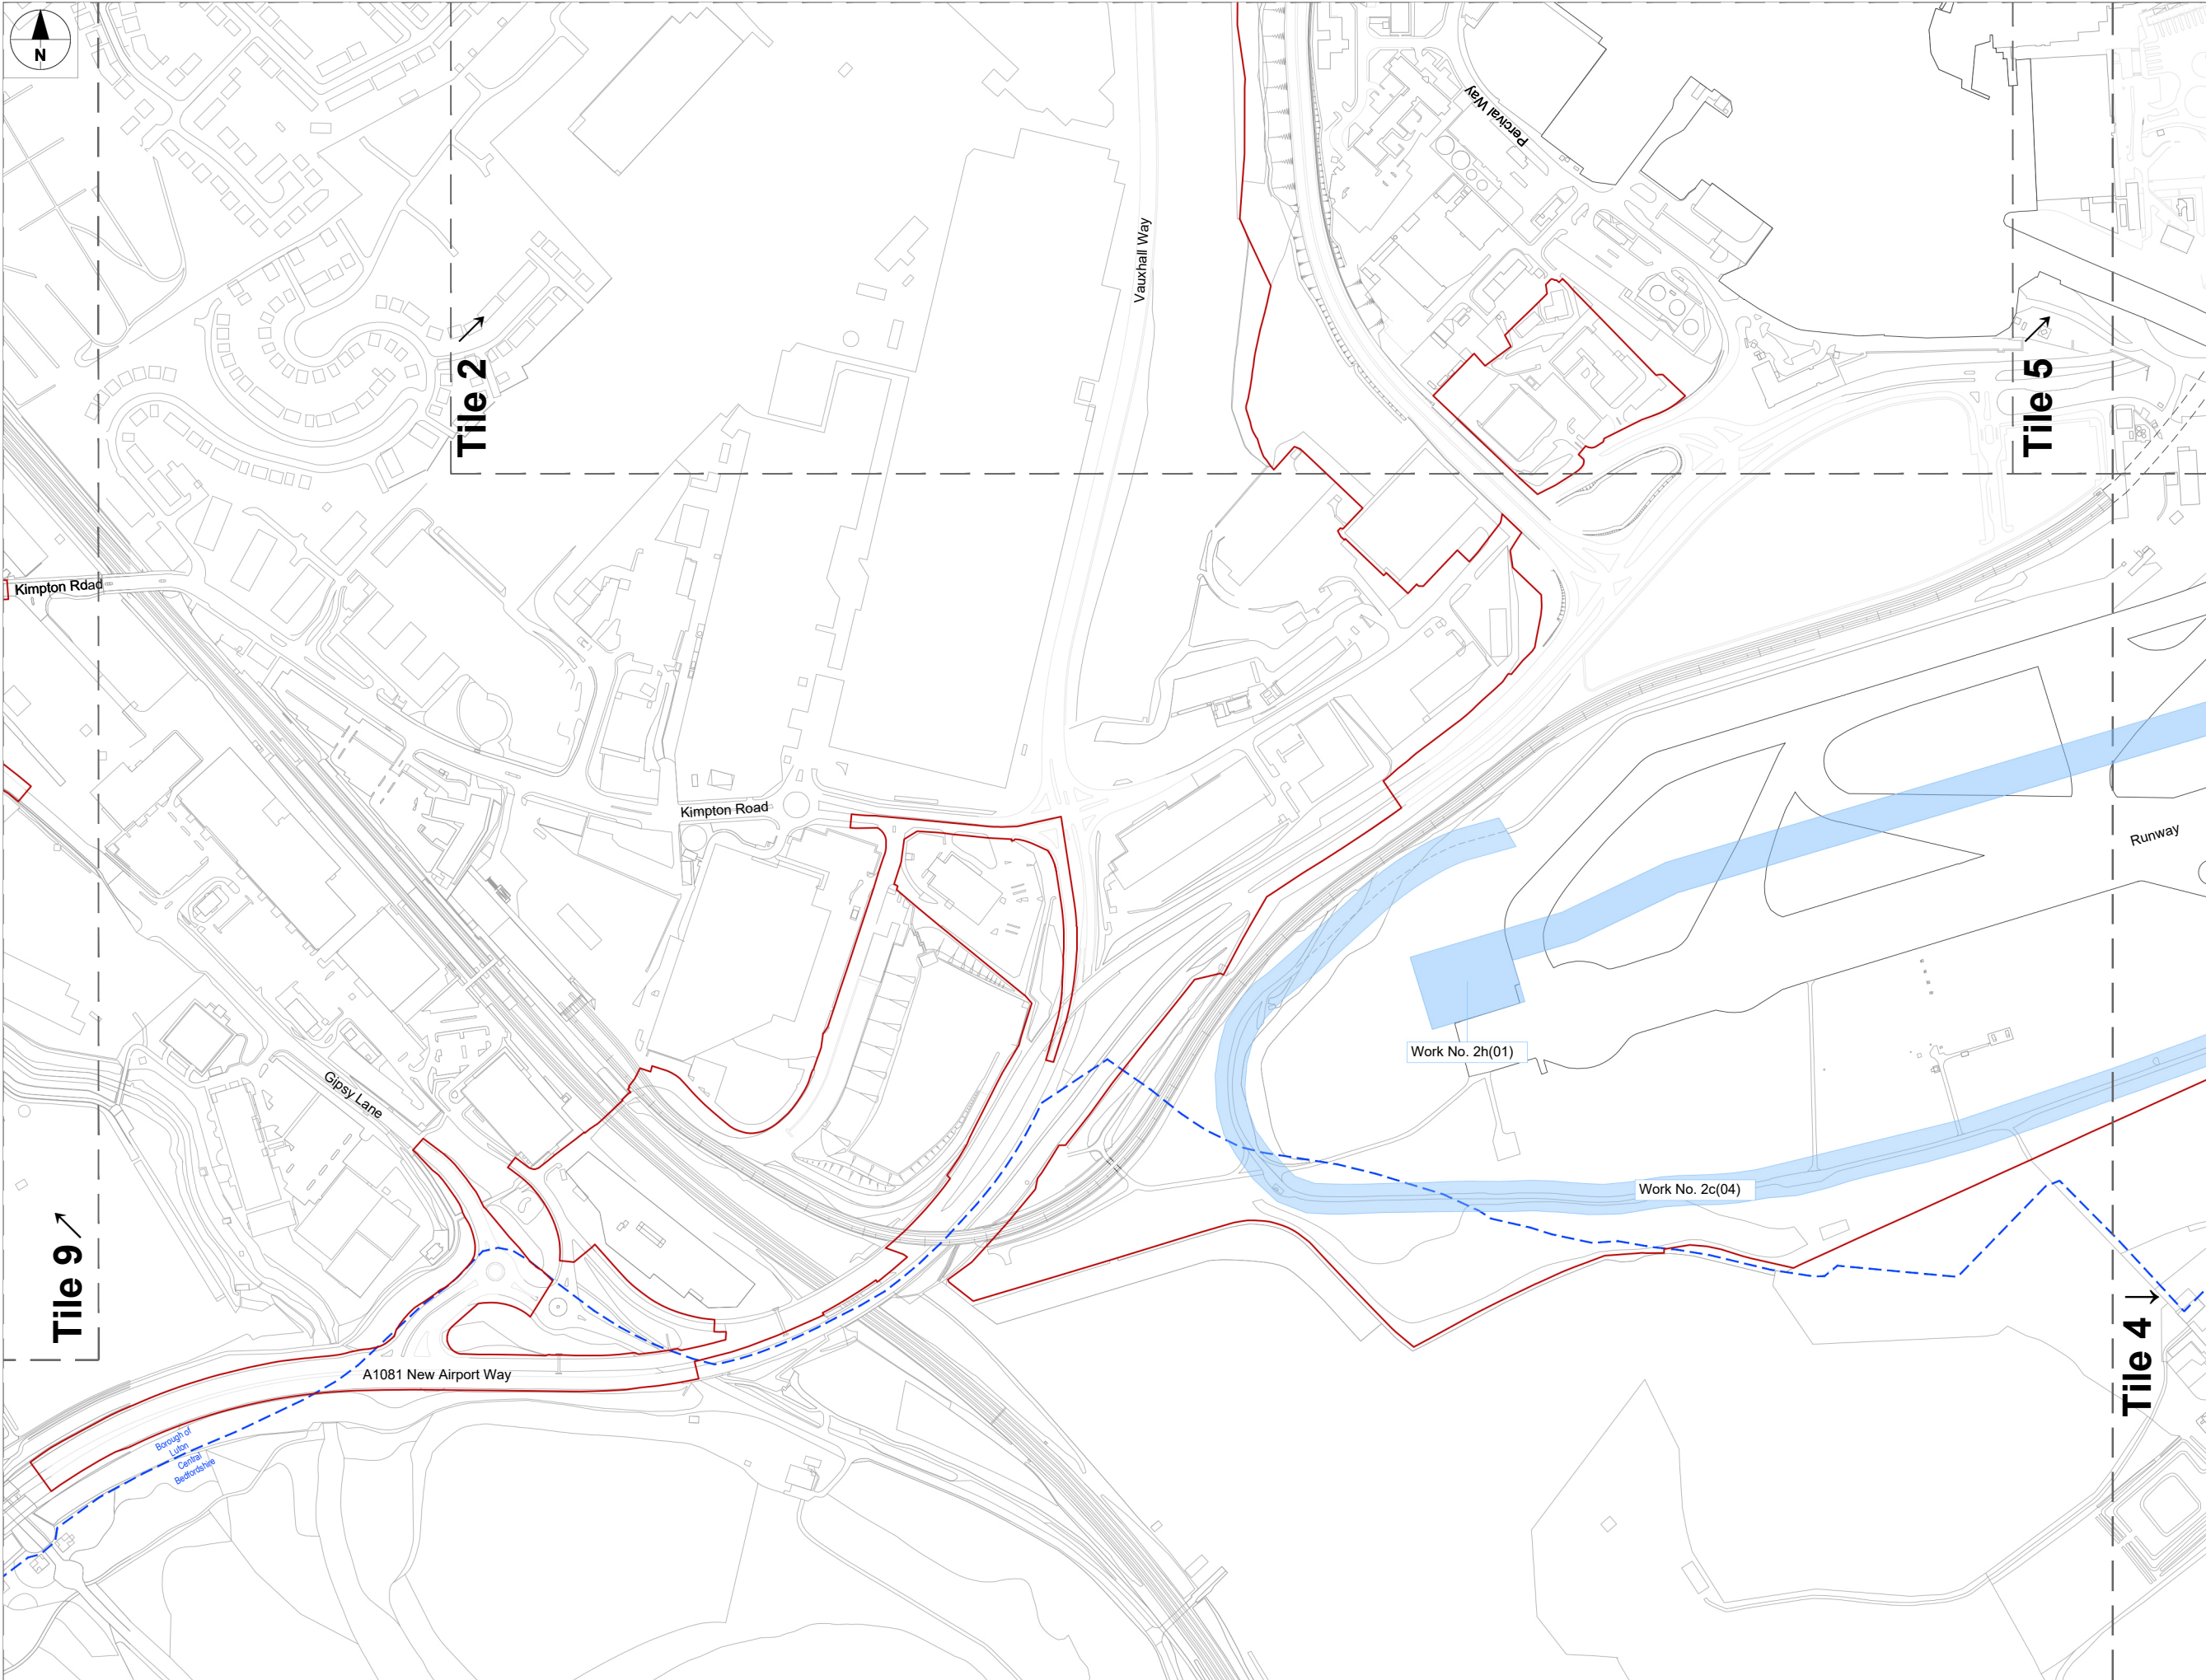 N
Percival Way
Vauxhall Way
Tile 2
Tile 5
Kimpton Road
Kimpton Road
Runway
Work No. 2h(01)
Gipsy Lane
Work No. 2c(04)
Tile 9
Tile 4
A1081 New Airport Way
Borough of
Luton
Central
Bedfordshire